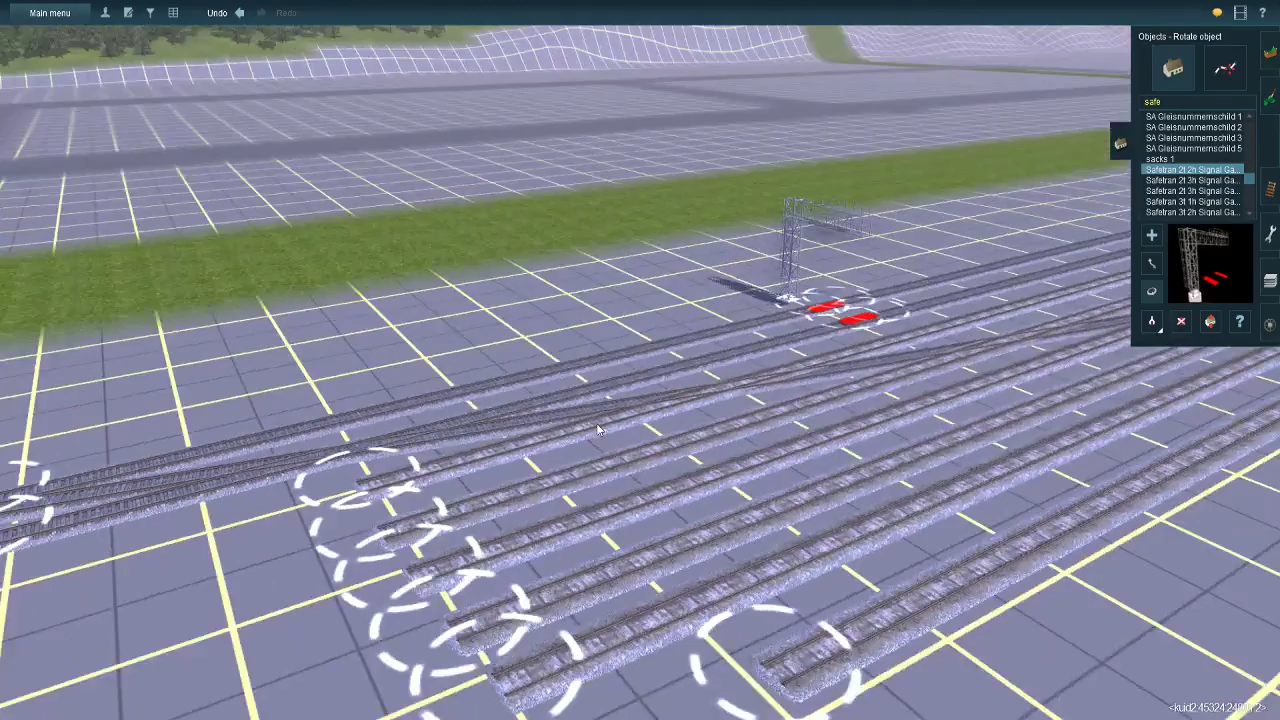 Main menu
Undo
Redo
?
Objects - Rotate object
safe
SA Gleisnummernschild 1
SA Gleisnummernschild 2
SA Gleisnummernschild 3
SA Gleisnummernschild 5
sacks 1
Safetran 2t 2h Signal Ga...
Safetran 2t 3h Signal Ga...
Safetran 2t 3h Signal Ga...
Safetran 3t 1h Signal Ga...
Safetran 3t 2h Signal Ga...
?